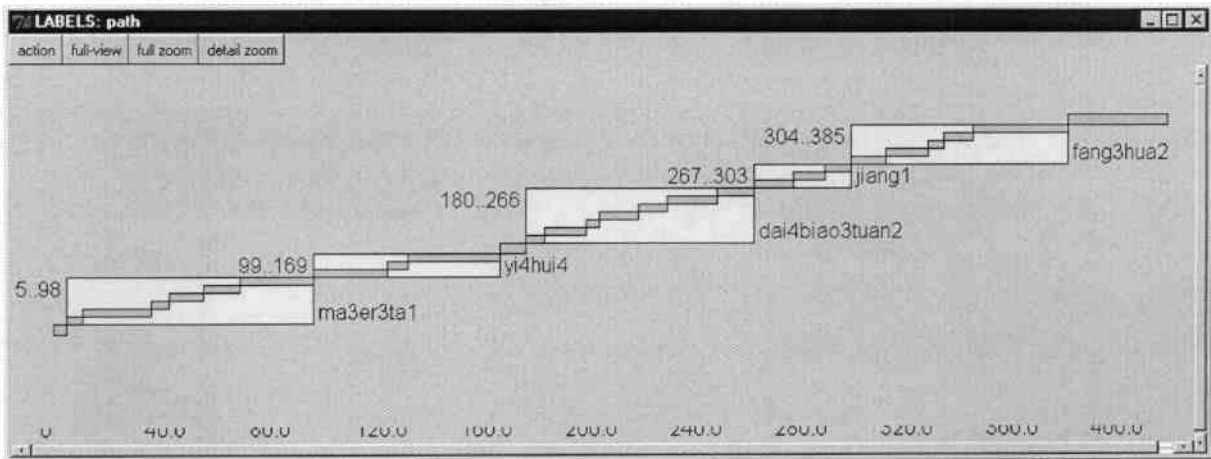 LABELS: path
action full-view full zoom detail zoom
304..385
fang3hua2
267..303
jiang1
180..266
dai4biao3tuan2
99..169
yi4hui4
5..98
ma3er3ta1
0 40.0 80.0 120.0 160.0 200.0 240.0 280.0 320.0 360.0 400.0